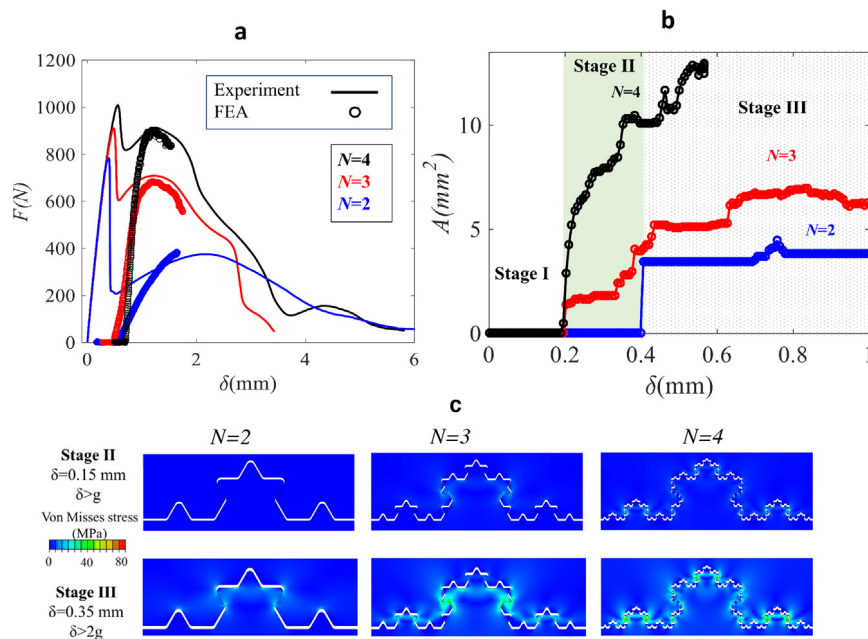 a
1200
1000
800
600
400
200
0
F(N)
Experiment
FEA
N=4
N=3
N=2
0 2 4 6
δ(mm)
b
10
5
0
A(mm²)
Stage I
Stage II
N=4
Stage III
N=3
N=2
0 0.2 0.4 0.6 0.8 1
δ(mm)
c
N=2 N=3 N=4
Stage II
δ=0.15 mm
δ>g
Von Misses stress
(MPa)
0 40 80
Stage III
δ=0.35 mm
δ>2g